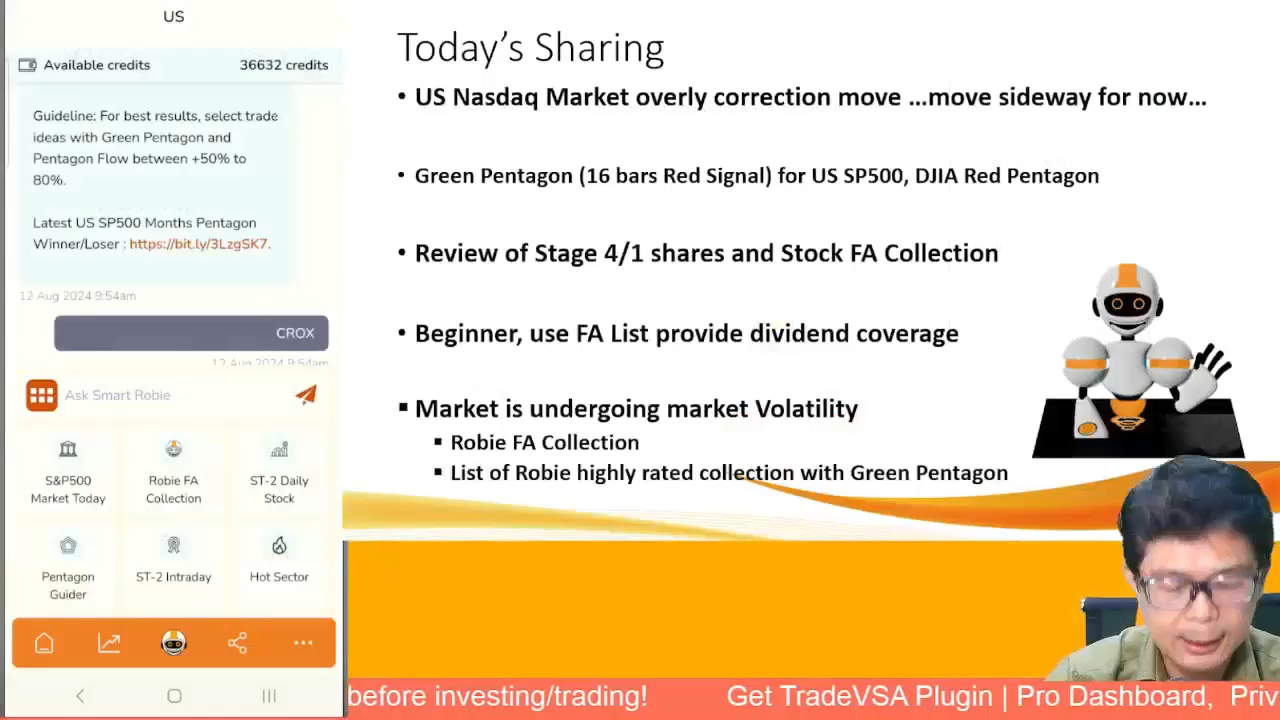 US
Available credits
36632 credits
Guideline: For best results, select trade
ideas with Green Pentagon and
Pentagon Flow between +50% to
80%.
Latest US SP500 Months Pentagon
Winner/Loser : https://bit.ly/3LzgSK7.
12 Aug 2024 9:54am
CROX
12 Aug 2024 9:54am
Ask Smart Robie
S&P500
Market Today
Robie FA
Collection
ST-2 Daily
Stock
Pentagon
Guider
ST-2 Intraday
Hot Sector
Today’s Sharing
• US Nasdaq Market overly correction move ...move sideway for now...
• Green Pentagon (16 bars Red Signal) for US SP500, DJIA Red Pentagon
• Review of Stage 4/1 shares and Stock FA Collection
• Beginner, use FA List provide dividend coverage
▪ Market is undergoing market Volatility
▪ Robie FA Collection
▪ List of Robie highly rated collection with Green Pentagon
before investing/trading! Get TradeVSA Plugin | Pro Dashboard, Priv